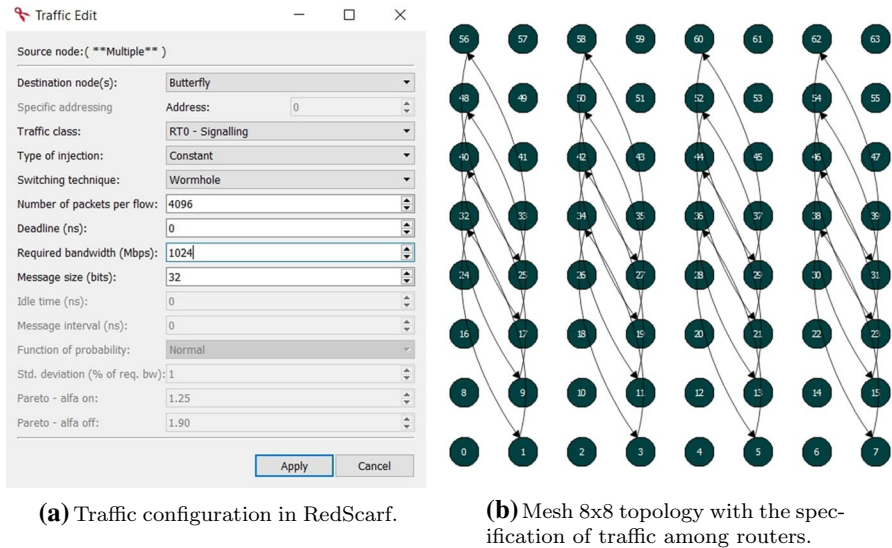 Traffic Edit
Source node:( **Multiple** )
Destination node(s): Butterfly
Specific addressing Address: 0
Traffic class: RT0 - Signalling
Type of injection: Constant
Switching technique: Wormhole
Number of packets per flow: 4096
Deadline (ns): 0
Required bandwidth (Mbps): 1024
Message size (bits): 32
Idle time (ns): 0
Message interval (ns): 0
Function of probability: Normal
Std. deviation (% of req. bw): 1
Pareto - alfa on: 1.25
Pareto - alfa off: 1.90
Apply Cancel
(a) Traffic configuration in RedScarf.
56 57 58 59 60 61 62 63
48 49 50 51 52 53 54 55
40 41 42 43 44 45 46 47
32 33 34 35 36 37 38 39
24 25 26 27 28 29 30 31
16 17 18 19 20 21 22 23
8 9 10 11 12 13 14 15
0 1 2 3 4 5 6 7
(b) Mesh 8x8 topology with the spec-
ification of traffic among routers.